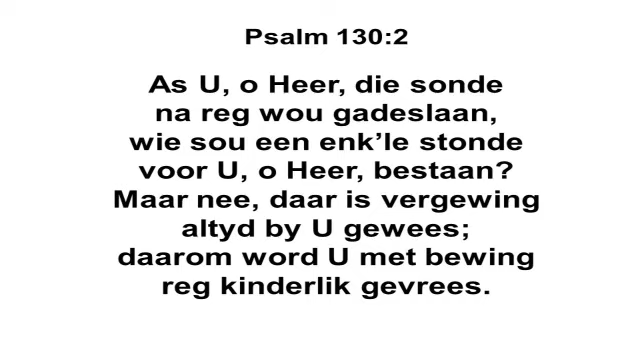 Psalm 130:2
As U, o Heer, die sonde
na reg wou gadeslaan,
wie sou een enk’le stonde
voor U, o Heer, bestaan?
Maar nee, daar is vergewing
altyd by U gewees;
daarom word U met bewing
reg kinderlik gevrees.